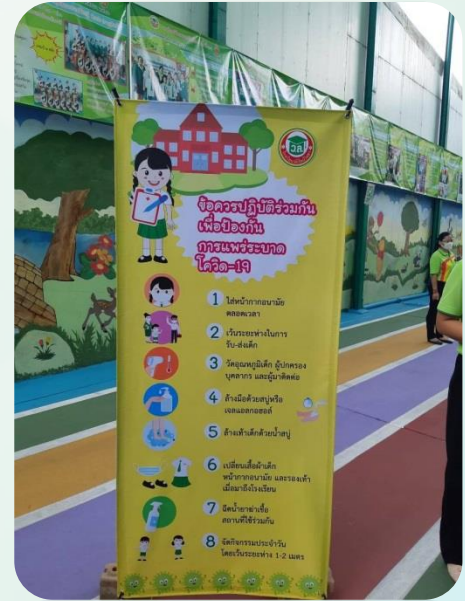 ข้อควรปฏิบัติร่วมกัน
เพื่อป้องกัน
การแพร่ระบาด
โควิด-19
1 ใส่หน้ากากอนามัย
ตลอดเวลา
2 เว้นระยะห่างในการ
รับ-ส่งเด็ก
3 วัดอุณหภูมิเด็ก ผู้ปกครอง
บุคลากร และผู้มาติดต่อ
4 ล้างมือด้วยสบู่หรือ
เจลแอลกอฮอล์
5 ล้างเท้าเด็กด้วยน้ำสบู่
6 เปลี่ยนเสื้อผ้าเด็ก
หน้ากากอนามัย และรองเท้า
เมื่อมาถึงโรงเรียน
7 ฉีดน้ำยาฆ่าเชื้อ
สถานที่ใช้ร่วมกัน
8 จัดกิจกรรมประจำวัน
โดยเว้นระยะห่าง 1-2 เมตร